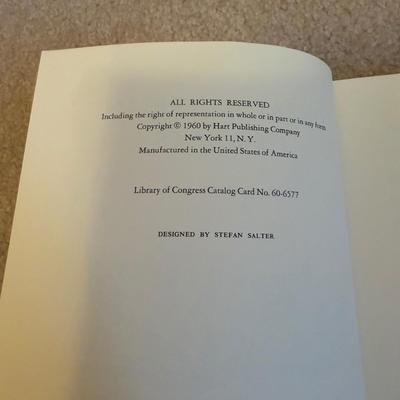 ALL RIGHTS RESERVED
Including the right of representation in whole or in part or in any form
Copyright © 1960 by Hart Publishing Company
New York 11, N. Y.
Manufactured in the United States of America
Library of Congress Catalog Card No. 60-6577
DESIGNED BY STEFAN SALTER